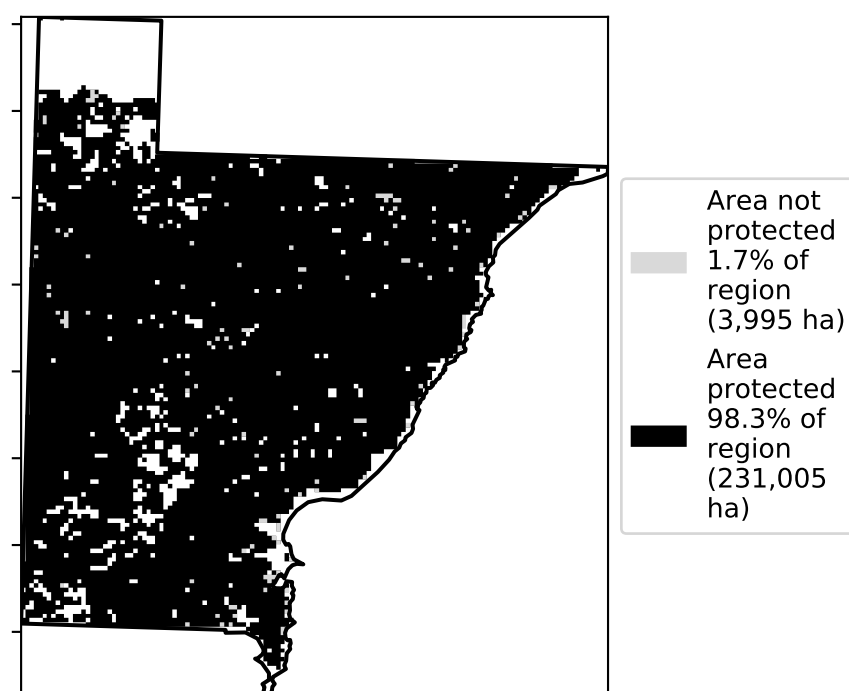 Area not
protected
1.7% of
region
(3,995 ha)
Area
protected
98.3% of
region
(231,005
ha)